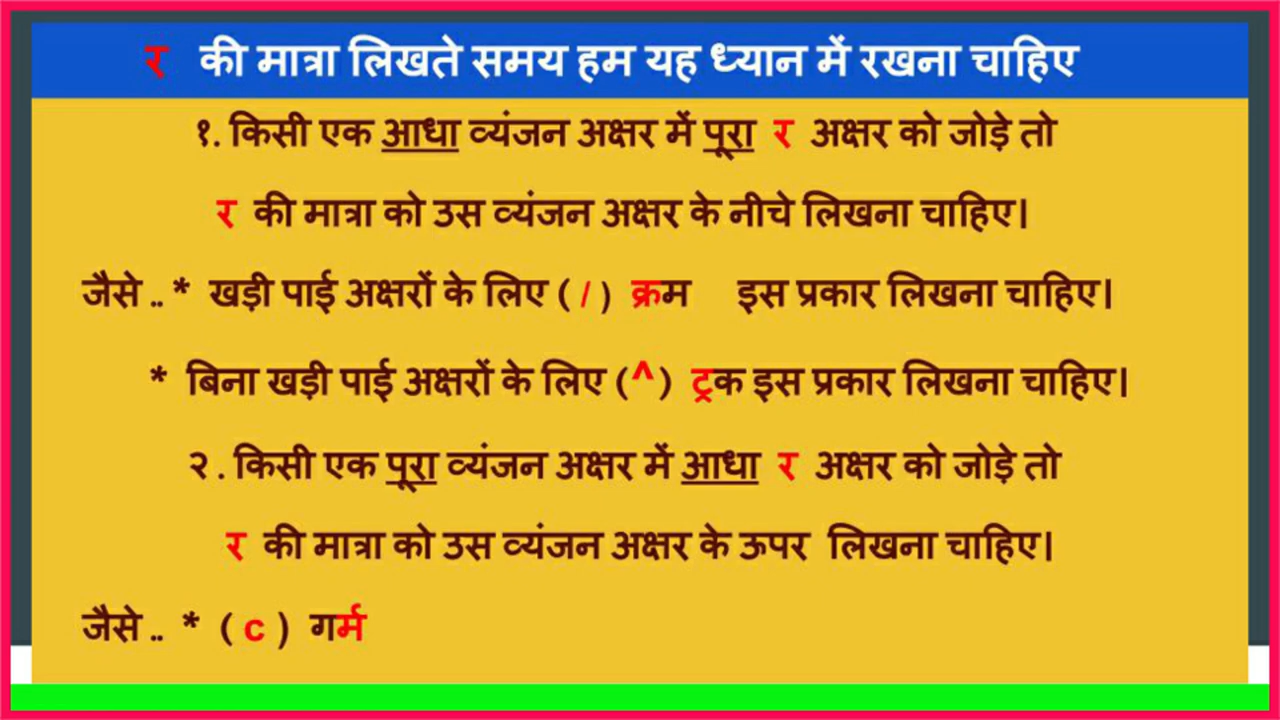 र की मात्रा लिखते समय हम यह ध्यान में रखना चाहिए
१. किसी एक आधा व्यंजन अक्षर में पूरा र अक्षर को जोड़े तो
र की मात्रा को उस व्यंजन अक्षर के नीचे लिखना चाहिए।
जैसे .. * खड़ी पाई अक्षरों के लिए ( / ) क्रम इस प्रकार लिखना चाहिए।
* बिना खड़ी पाई अक्षरों के लिए (^) ट्रक इस प्रकार लिखना चाहिए।
२ . किसी एक पूरा व्यंजन अक्षर में आधा र अक्षर को जोड़े तो
र की मात्रा को उस व्यंजन अक्षर के ऊपर लिखना चाहिए।
जैसे .. * ( c ) गर्म